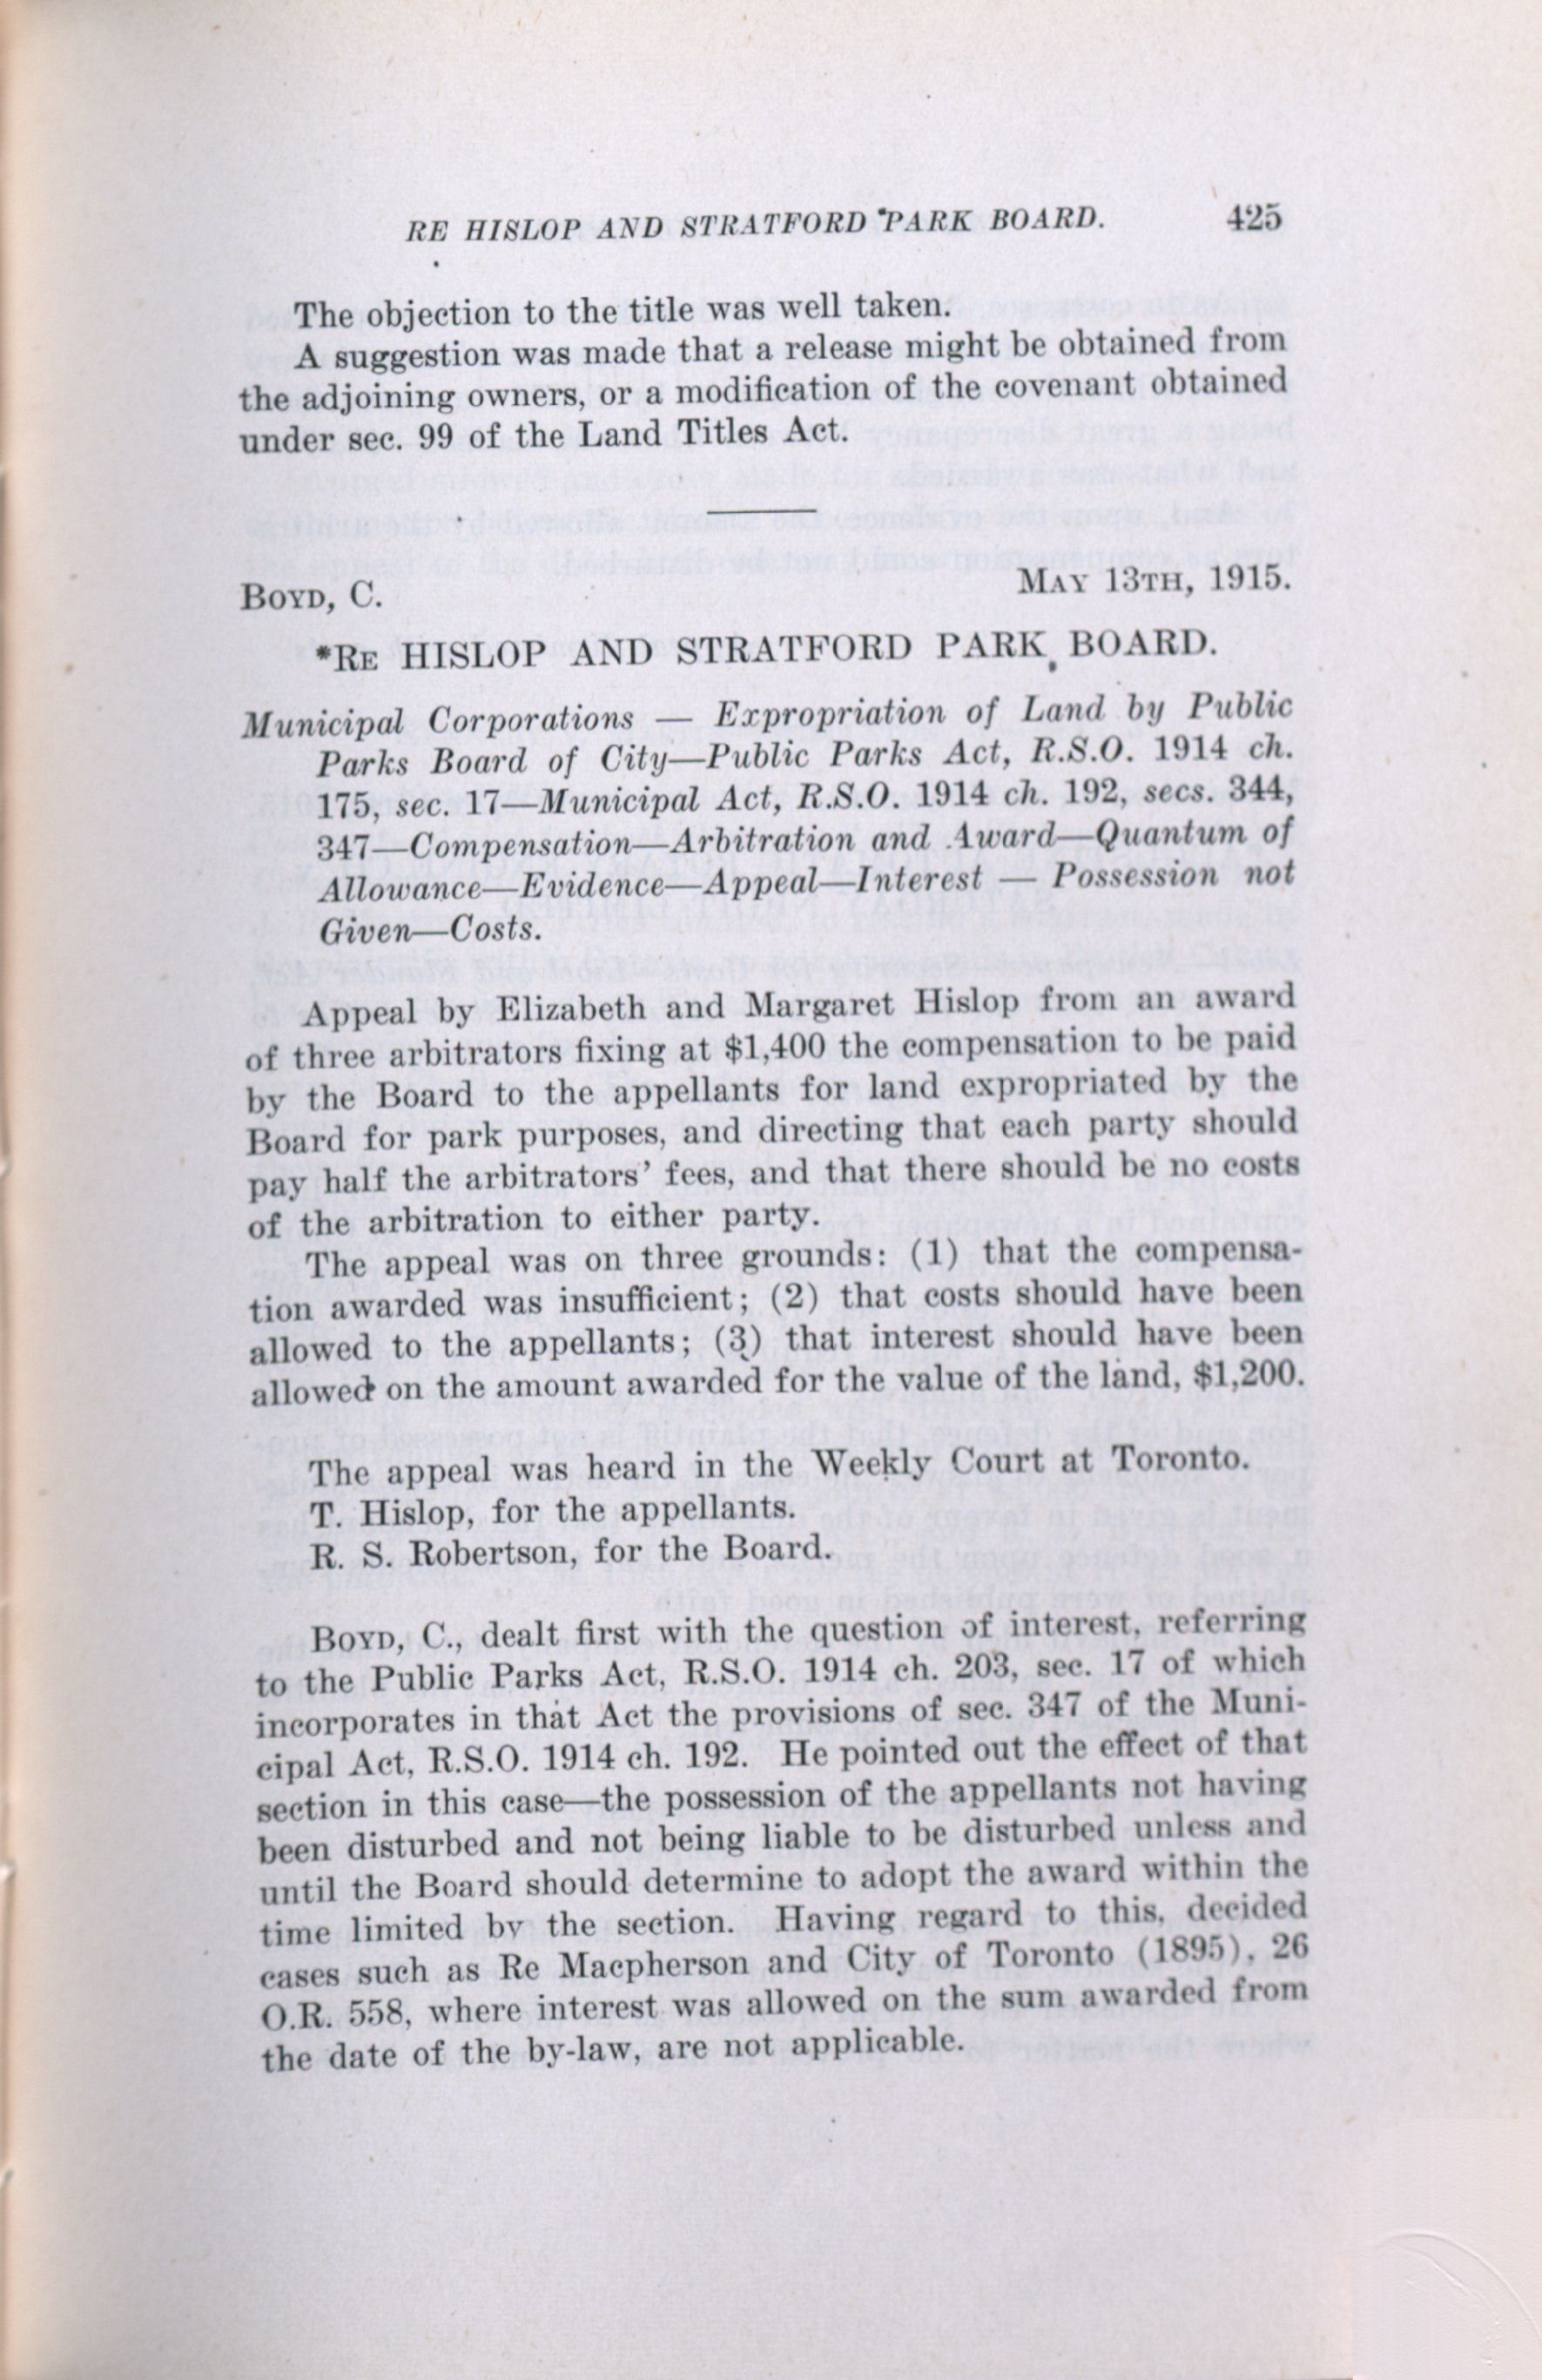 RE HISLOP AND STRATFORD PARK BOARD. 425
The objection to the title was well taken.
A suggestion was made that a release might be obtained from
the adjoining owners, or a modification of the covenant obtained
under sec. 99 of the Land Titles Act.
BOYD, C. MAY 13TH, 1915.
*RE HISLOP AND STRATFORD PARK BOARD.
Municipal Corporations — Expropriation of Land by Public
Parks Board of City—Public Parks Act, R.S.O. 1914 ch.
175, sec. 17—Municipal Act, R.S.O. 1914 ch. 192, secs. 344,
347—Compensation—Arbitration and Award—Quantum of
Allowance—Evidence—Appeal—Interest — Possession not
Given—Costs.
Appeal by Elizabeth and Margaret Hislop from an award
of three arbitrators fixing at $1,400 the compensation to be paid
by the Board to the appellants for land expropriated by the
Board for park purposes, and directing that each party should
pay half the arbitrators' fees, and that there should be no costs
of the arbitration to either party.
The appeal was on three grounds: (1) that the compensa-
tion awarded was insufficient; (2) that costs should have been
allowed to the appellants; (3) that interest should have been
allowed on the amount awarded for the value of the land, $1,200.
The appeal was heard in the Weekly Court at Toronto.
T. Hislop, for the appellants.
R. S. Robertson, for the Board.
BOYD, C., dealt first with the question of interest, referring
to the Public Parks Act, R.S.O. 1914 ch. 203, sec. 17 of which
incorporates in that Act the provisions of sec. 347 of the Muni-
cipal Act, R.S.O. 1914 ch. 192. He pointed out the effect of that
section in this case—the possession of the appellants not having
been disturbed and not being liable to be disturbed unless and
until the Board should determine to adopt the award within the
time limited by the section. Having regard to this, decided
cases such as Re Macpherson and City of Toronto (1895), 26
O.R. 558, where interest was allowed on the sum awarded from
the date of the by-law, are not applicable.